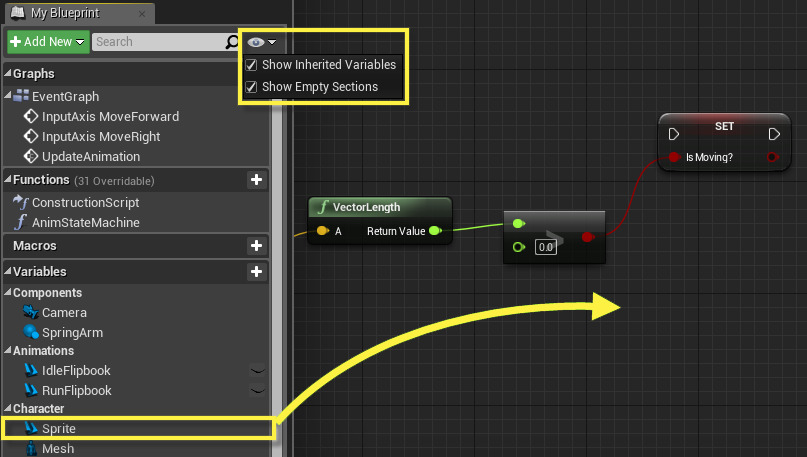 My Blueprint
Add New
Search
Show Inherited Variables
Show Empty Sections
Graphs
EventGraph
InputAxis MoveForward
InputAxis MoveRight
UpdateAnimation
Functions (31 Overridable)
ConstructionScript
AnimStateMachine
Macros
Variables
Components
Camera
SpringArm
Animations
IdleFlipbook
RunFlipbook
Character
Sprite
Mesh
VectorLength
A Return Value
0.0
>
SET
Is Moving?